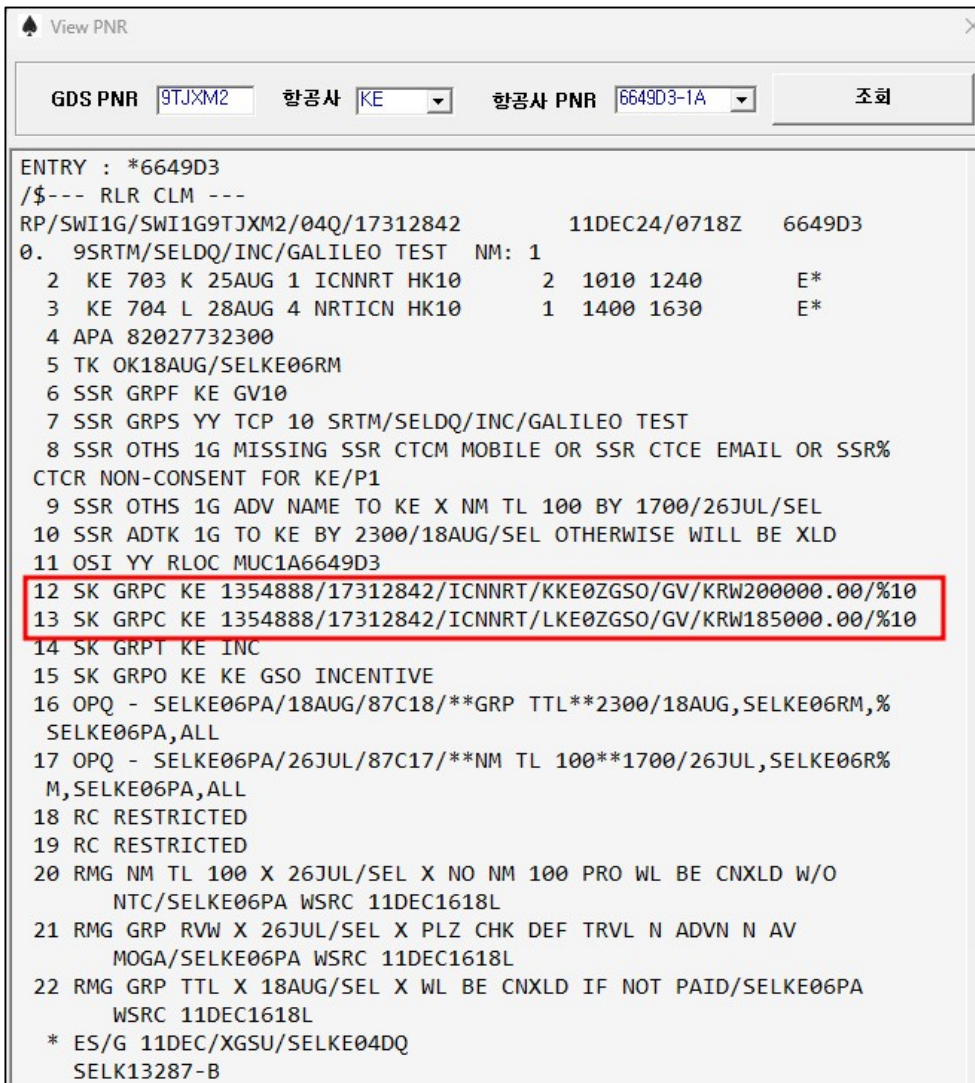 View PNR
GDS PNR 9TJXM2 항공사 KE 항공사 PNR 6649D3-1A 조회
ENTRY : *6649D3
/$--- RLR CLM ---
RP/SWI1G/SWI1G9TJXM2/04Q/17312842 11DEC24/0718Z 6649D3
0. 9SRTM/SELDQ/INC/GALILEO TEST NM: 1
2 KE 703 K 25AUG 1 ICNNRT HK10 2 1010 1240 E*
3 KE 704 L 28AUG 4 NRTICN HK10 1 1400 1630 E*
4 APA 82027732300
5 TK OK18AUG/SELKE06RM
6 SSR GRPF KE GV10
7 SSR GRPS YY TCP 10 SRTM/SELDQ/INC/GALILEO TEST
8 SSR OTHS 1G MISSING SSR CTCM MOBILE OR SSR CTCE EMAIL OR SSR%
CTCR NON-CONSENT FOR KE/P1
9 SSR OTHS 1G ADV NAME TO KE X NM TL 100 BY 1700/26JUL/SEL
10 SSR ADTK 1G TO KE BY 2300/18AUG/SEL OTHERWISE WILL BE XLD
11 OSI YY RLOC MUC1A6649D3
12 SK GRPC KE 1354888/17312842/ICNNRT/KKE0ZGSO/GV/KRW200000.00/%10
13 SK GRPC KE 1354888/17312842/ICNNRT/LKE0ZGSO/GV/KRW185000.00/%10
14 SK GRPT KE INC
15 SK GRPO KE KE GSO INCENTIVE
16 OPQ - SELKE06PA/18AUG/87C18/**GRP TTL**2300/18AUG,SELKE06RM,%
SELKE06PA,ALL
17 OPQ - SELKE06PA/26JUL/87C17/**NM TL 100**1700/26JUL,SELKE06R%
M,SELKE06PA,ALL
18 RC RESTRICTED
19 RC RESTRICTED
20 RMG NM TL 100 X 26JUL/SEL X NO NM 100 PRO WL BE CNXLD W/O
NTC/SELKE06PA WSRC 11DEC1618L
21 RMG GRP RVW X 26JUL/SEL X PLZ CHK DEF TRVL N ADVN N AV
MOGA/SELKE06PA WSRC 11DEC1618L
22 RMG GRP TTL X 18AUG/SEL X WL BE CNXLD IF NOT PAID/SELKE06PA
WSRC 11DEC1618L
* ES/G 11DEC/XGSU/SELKE04DQ
SELK13287-B